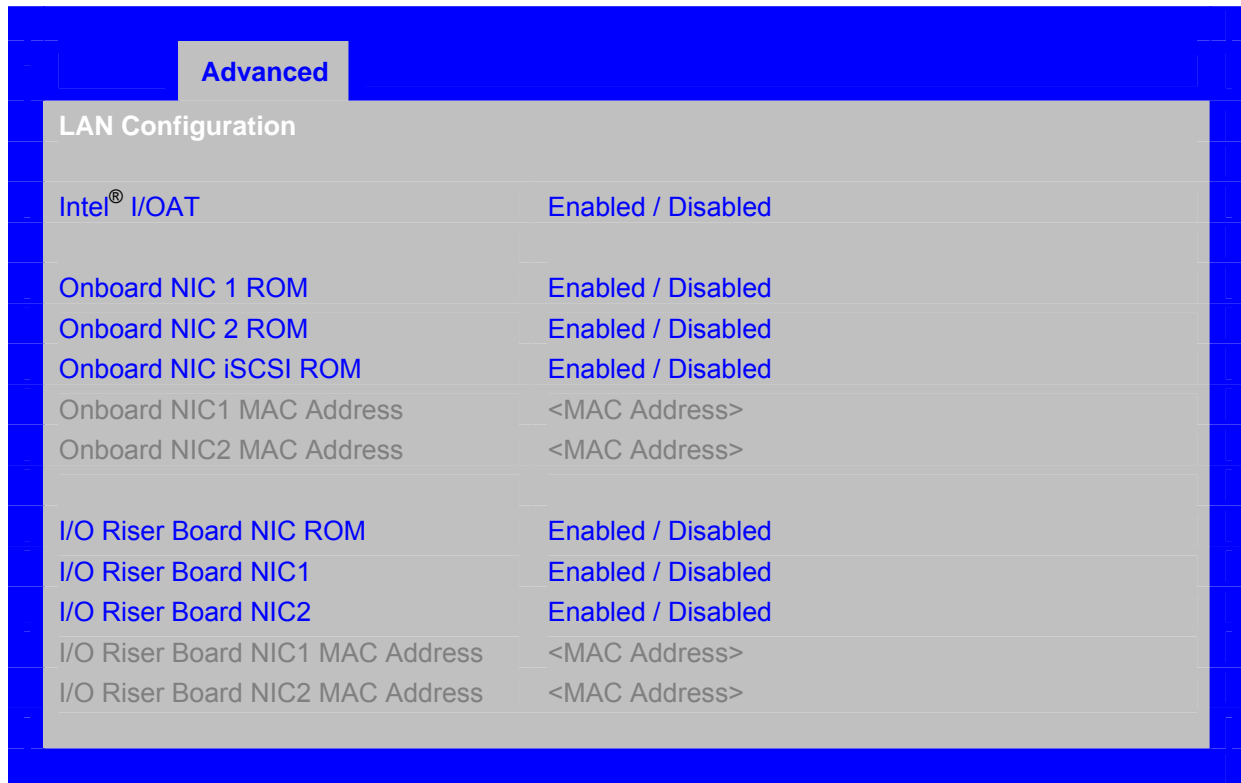 Advanced
LAN Configuration
Intel® I/OAT Enabled / Disabled
Onboard NIC 1 ROM Enabled / Disabled
Onboard NIC 2 ROM Enabled / Disabled
Onboard NIC iSCSI ROM Enabled / Disabled
Onboard NIC1 MAC Address <MAC Address>
Onboard NIC2 MAC Address <MAC Address>
I/O Riser Board NIC ROM Enabled / Disabled
I/O Riser Board NIC1 Enabled / Disabled
I/O Riser Board NIC2 Enabled / Disabled
I/O Riser Board NIC1 MAC Address <MAC Address>
I/O Riser Board NIC2 MAC Address <MAC Address>